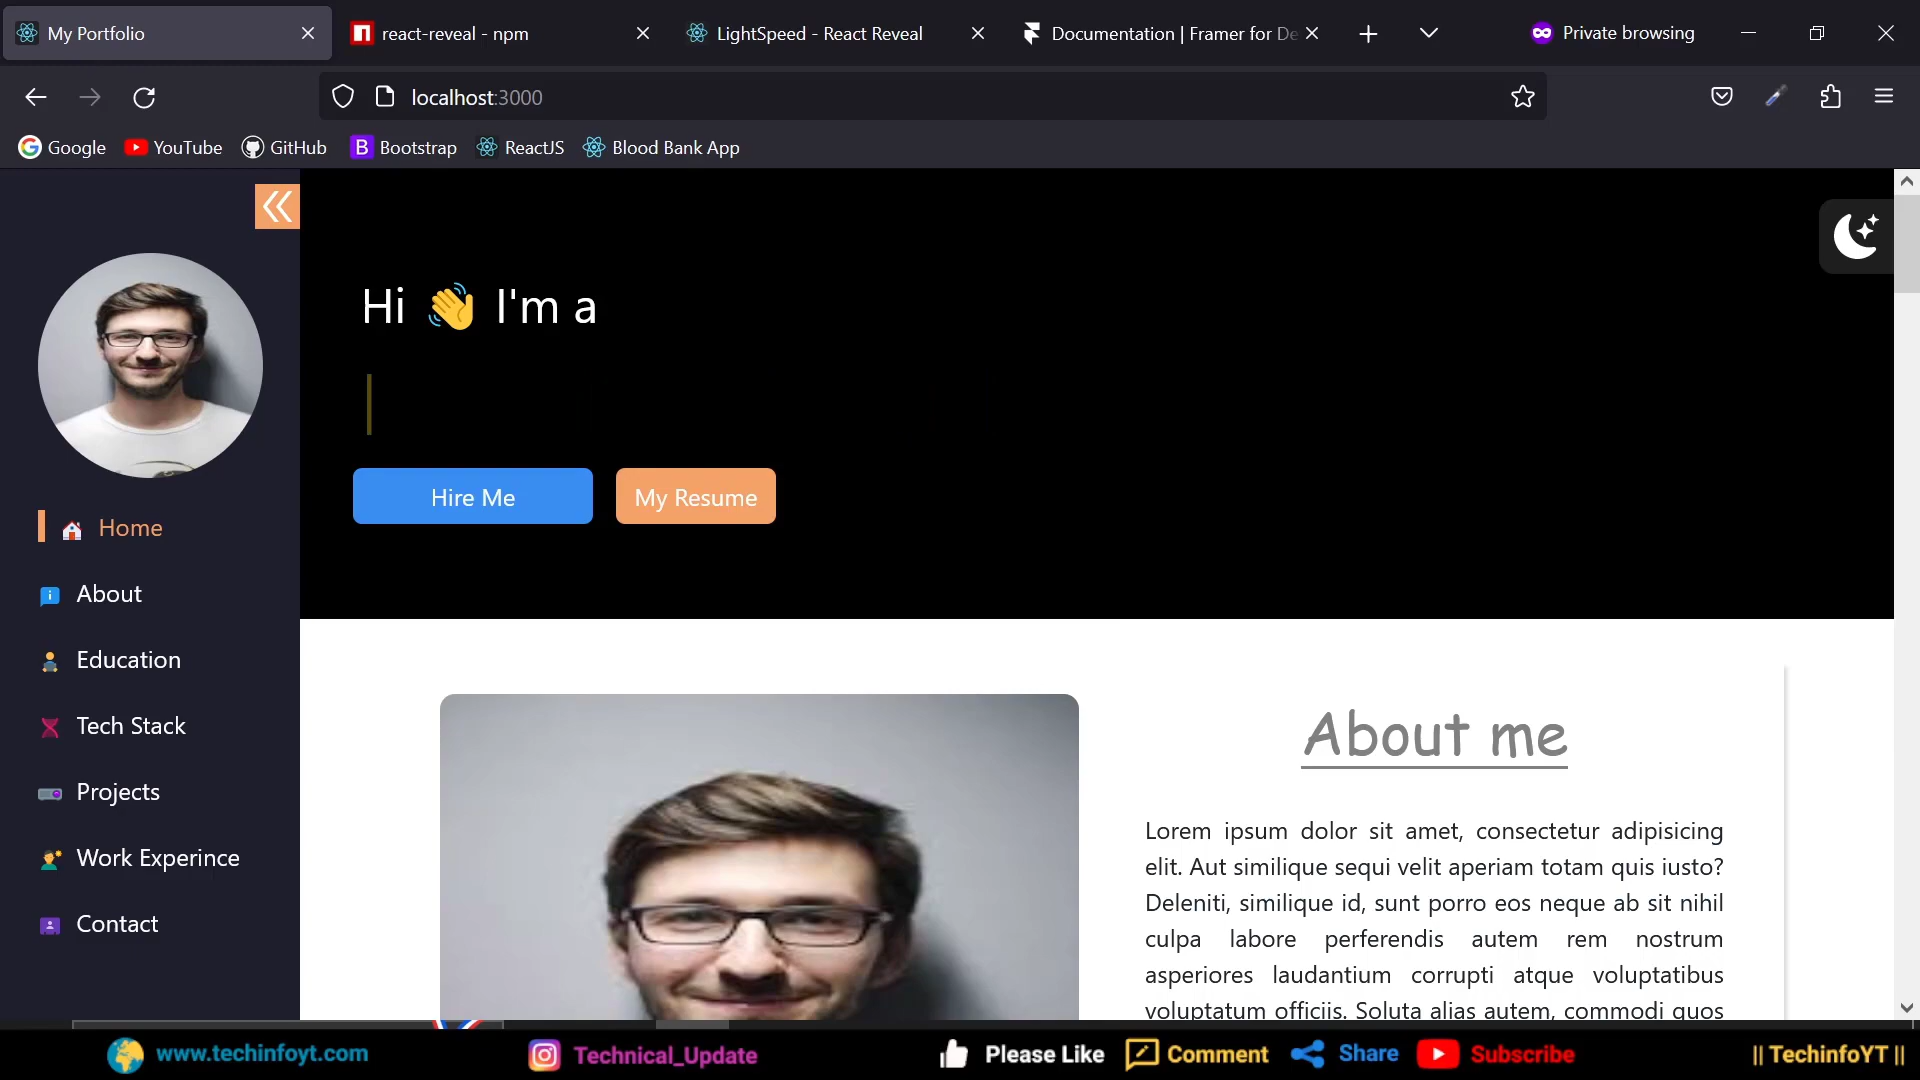 My Portfolio
react-reveal - npm
LightSpeed - React Reveal
Documentation | Framer for De
Private browsing
localhost:3000
Google
YouTube
GitHub
Bootstrap
ReactJS
Blood Bank App
Hi 👋 I'm a
Hire Me
My Resume
Home
About
Education
Tech Stack
Projects
Work Experince
Contact
About me
Lorem ipsum dolor sit amet, consectetur adipisicing
elit. Aut similique sequi velit aperiam totam quis iusto?
Deleniti, similique id, sunt porro eos neque ab sit nihil
culpa labore perferendis autem rem nostrum
asperiores laudantium corrupti atque voluptatibus
voluptatum officiis. Soluta alias autem, commodi quos
www.techinfoyt.com
Technical_Update
Please Like
Comment
Share
Subscribe
|| TechinfoYT ||